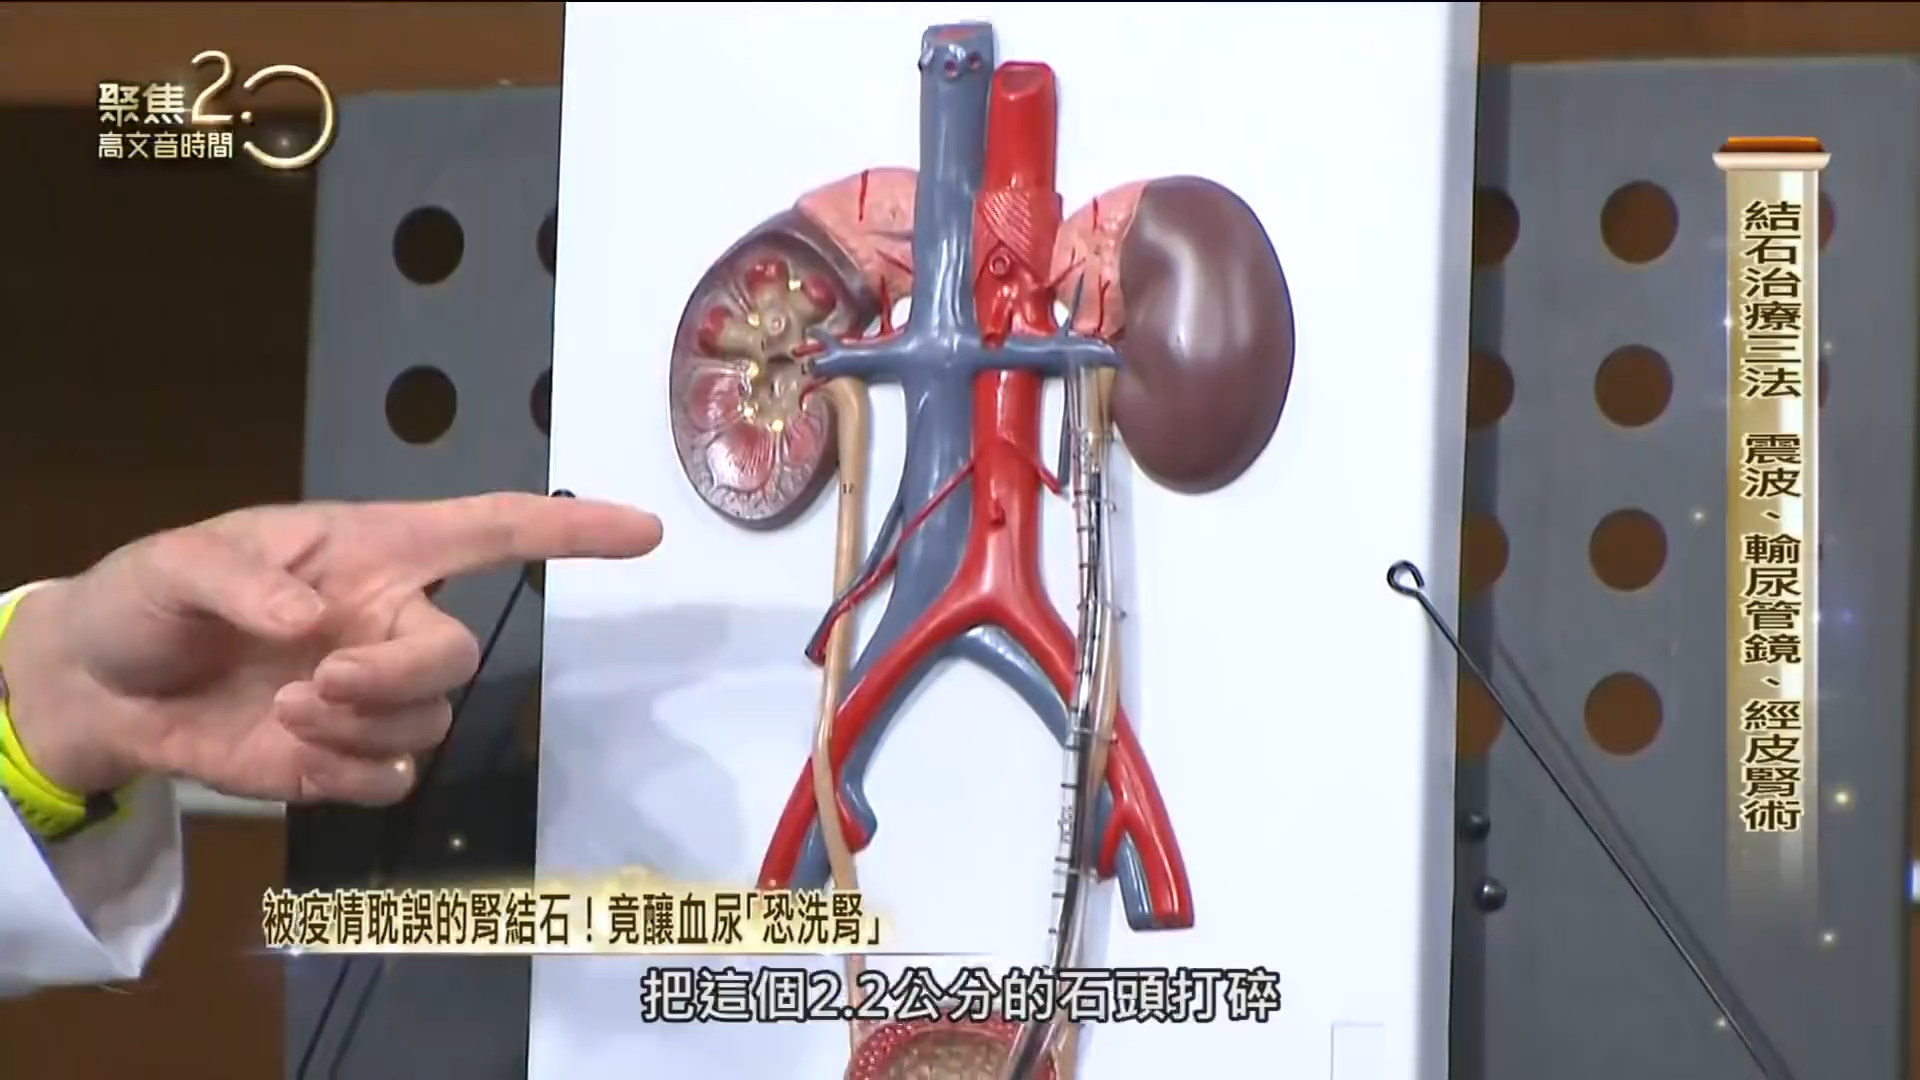 聚焦2.0
高文音時間
結石治療三法 震波、輸尿管鏡、經皮腎術
被疫情耽誤的腎結石！竟釀血尿「恐洗腎」
把這個2.2公分的石頭打碎